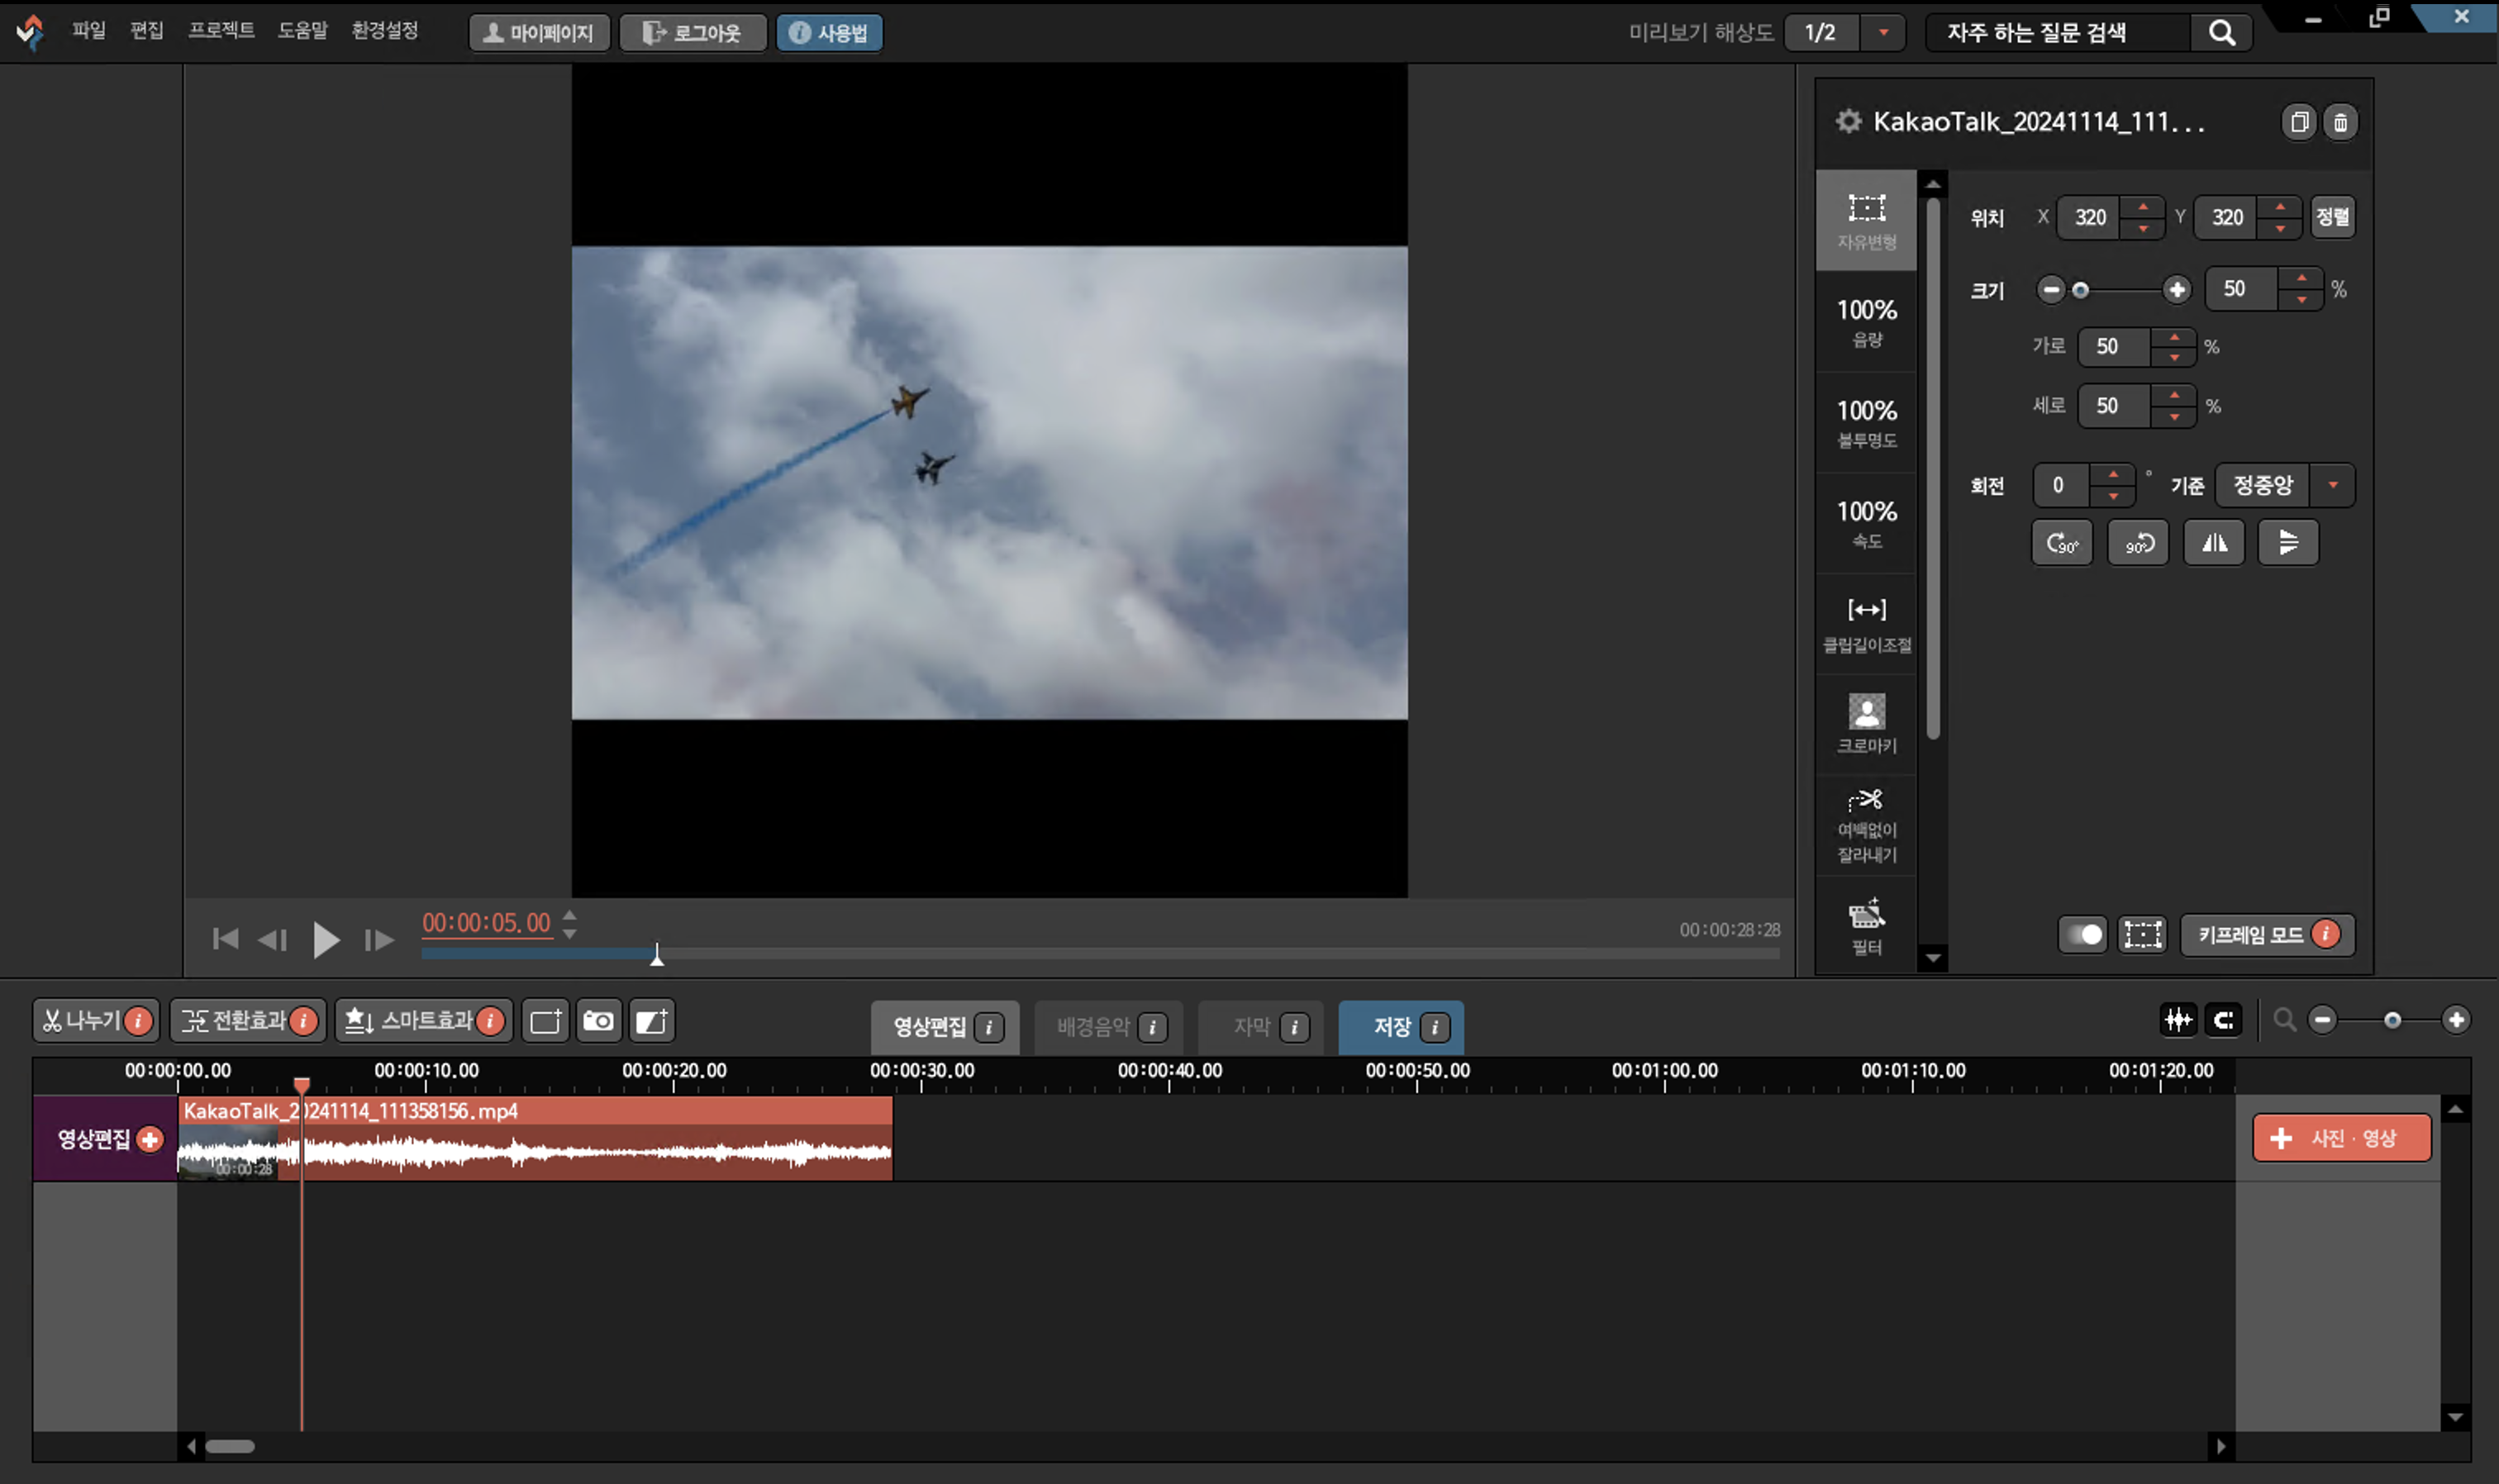 파일 편집 프로젝트 도움말 환경설정 마이페이지 로그아웃 사용법 미리보기 해상도 1/2 자주 하는 질문 검색
KakaoTalk_20241114_111...
자유변형
100%
음량
100%
불투명도
100%
속도
클립길이조절
크로마키
여백없이
잘라내기
필터
위치 X 320 Y 320 정렬
크기 50 %
가로 50 %
세로 50 %
회전 0 ° 기준 정중앙
90° 90°
키프레임 모드
00:00:05.00 00:00:28:28
나누기 전환효과 스마트효과 영상편집 배경음악 자막 저장
00:00:00.00 00:00:10.00 00:00:20.00 00:00:30.00 00:00:40.00 00:00:50.00 00:01:00.00 00:01:10.00 00:01:20.00
KakaoTalk_20241114_111358156.mp4
영상편집
00:00:28
사진 · 영상